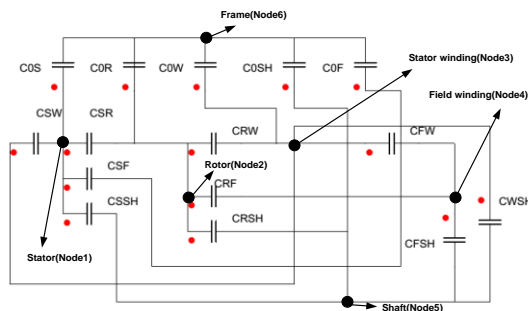 Frame(Node6)
C0S
C0R
C0W
C0SH
C0F
Stator winding(Node3)
Field winding(Node4)
CSW
CSR
CRW
CFW
CSF
Rotor(Node2)
CRF
CWSH
CSSH
CRSH
CFSH
Stator(Node1)
Shaft(Node5)